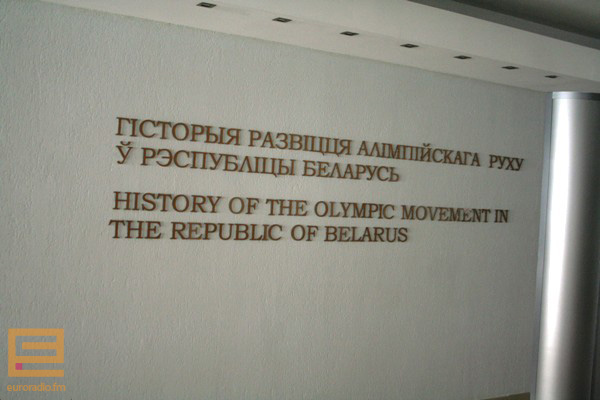 ГІСТОРЫЯ РАЗВІЦЦЯ АЛІМПІЙСКАГА РУХУ
Ў РЭСПУБЛІЦЫ БЕЛАРУСЬ
HISTORY OF THE OLYMPIC MOVEMENT IN
THE REPUBLIC OF BELARUS
euroradio.fm